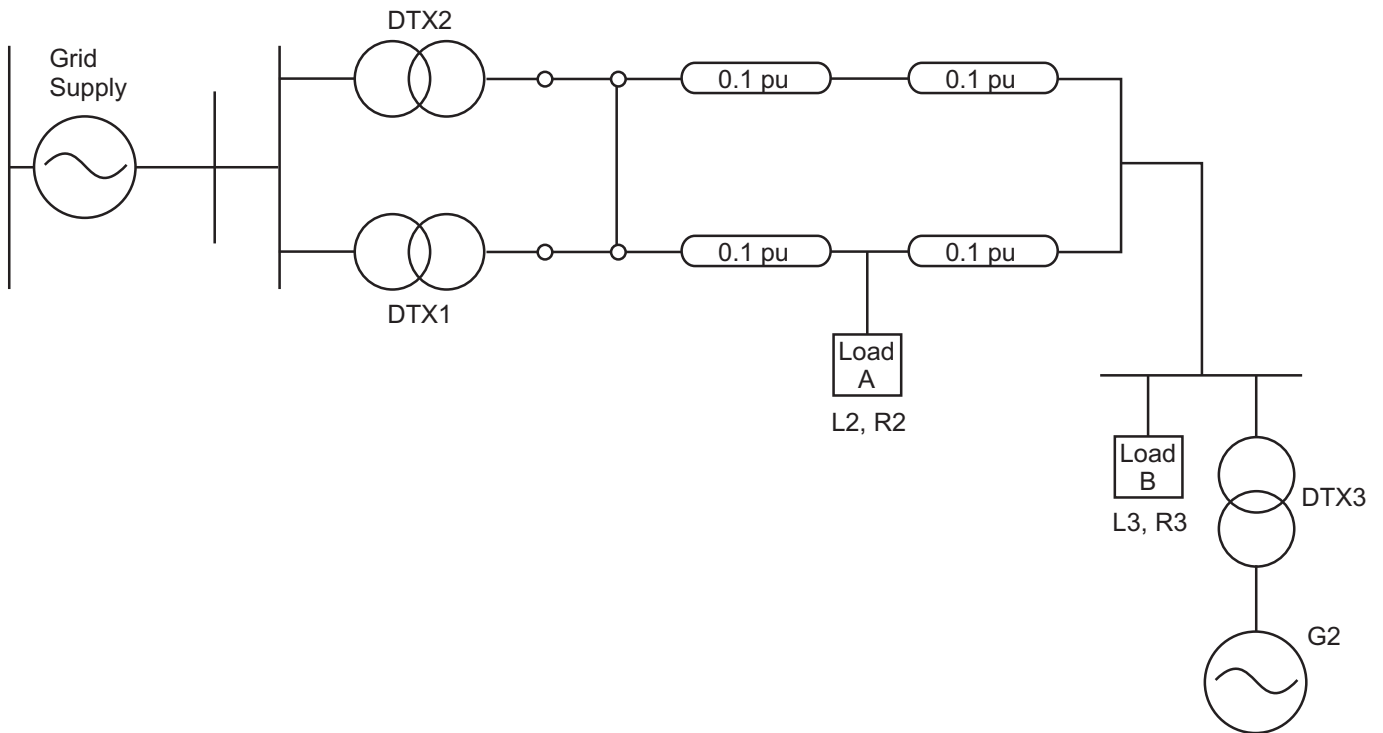 DTX2
Grid
Supply
0.1 pu
0.1 pu
0.1 pu
0.1 pu
DTX1
Load
A
L2, R2
Load
B
DTX3
L3, R3
G2